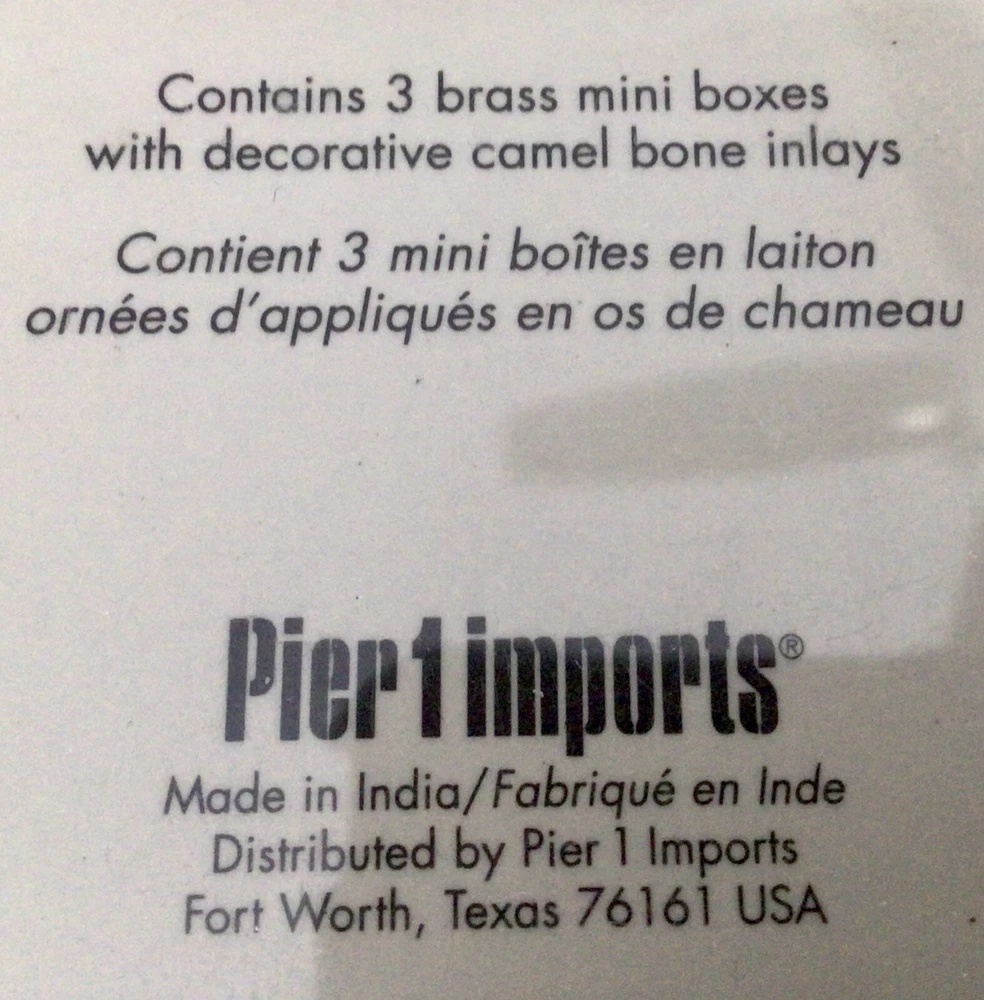 Contains 3 brass mini boxes
with decorative camel bone inlays
Contient 3 mini boîtes en laiton
ornées d'appliqués en os de chameau
Pier 1 imports®
Made in India/Fabriqué en Inde
Distributed by Pier 1 Imports
Fort Worth, Texas 76161 USA